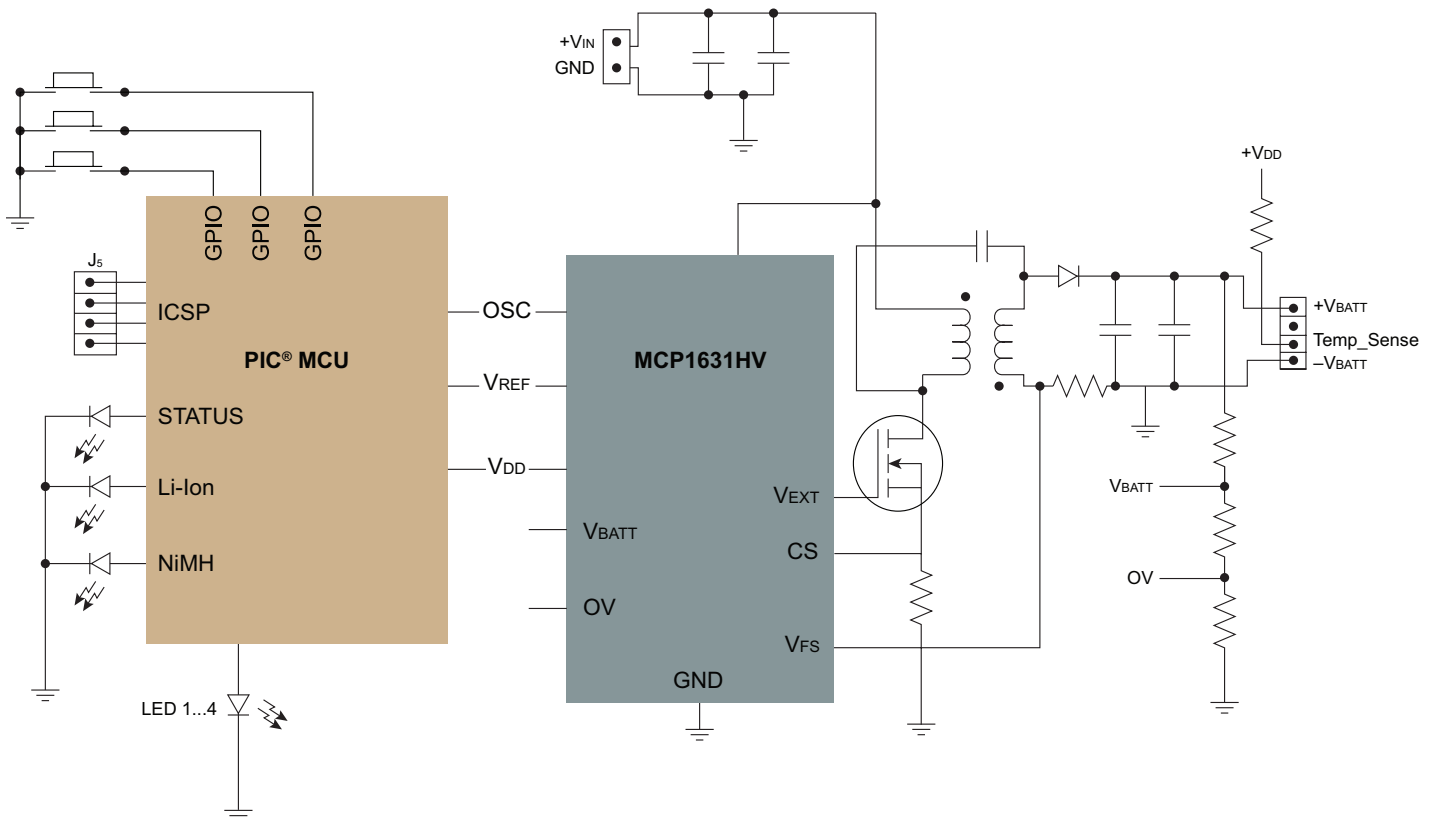 +VIN
GND
+VDD
GPIO
GPIO
GPIO
J5
ICSP
OSC
PIC® MCU
MCP1631HV
+VBATT
Temp_Sense
–VBATT
VREF
STATUS
VDD
Li-Ion
VEXT
VBATT
VBATT
CS
NiMH
OV
OV
VFS
GND
LED 1...4